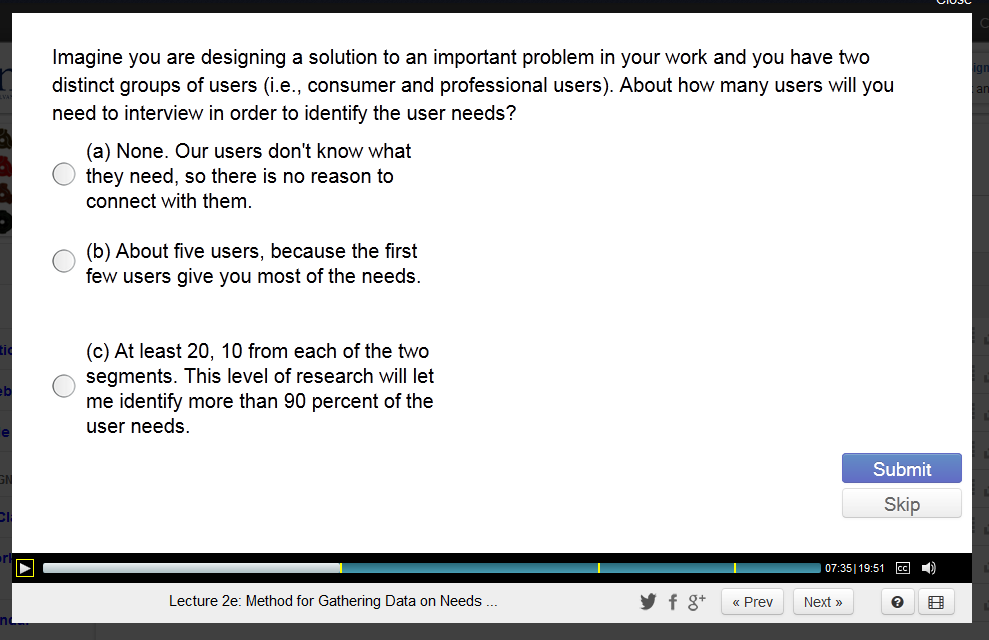 Close
Imagine you are designing a solution to an important problem in your work and you have two
distinct groups of users (i.e., consumer and professional users). About how many users will you
need to interview in order to identify the user needs?
(a) None. Our users don't know what
they need, so there is no reason to
connect with them.
(b) About five users, because the first
few users give you most of the needs.
(c) At least 20, 10 from each of the two
segments. This level of research will let
me identify more than 90 percent of the
user needs.
Submit
Skip
07:35|19:51 CC
Lecture 2e: Method for Gathering Data on Needs ...
f g+ « Prev Next » ?